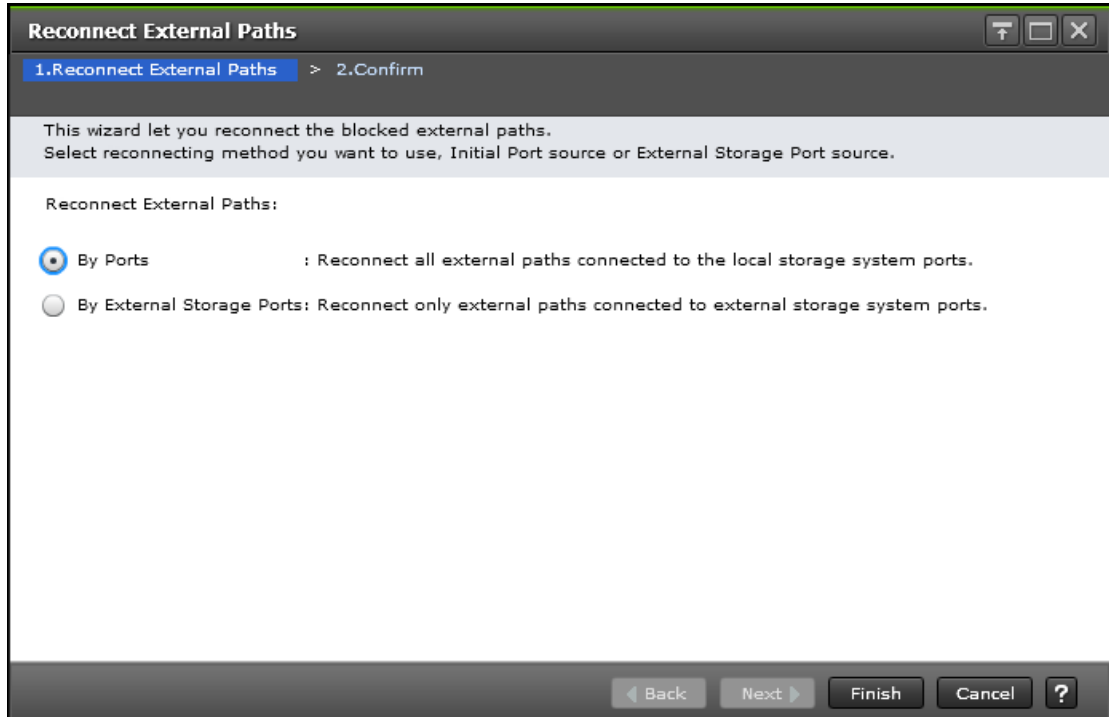 Reconnect External Paths
1.Reconnect External Paths > 2.Confirm
This wizard let you reconnect the blocked external paths.
Select reconnecting method you want to use, Initial Port source or External Storage Port source.
Reconnect External Paths:
By Ports : Reconnect all external paths connected to the local storage system ports.
By External Storage Ports: Reconnect only external paths connected to external storage system ports.
Back Next Finish Cancel ?